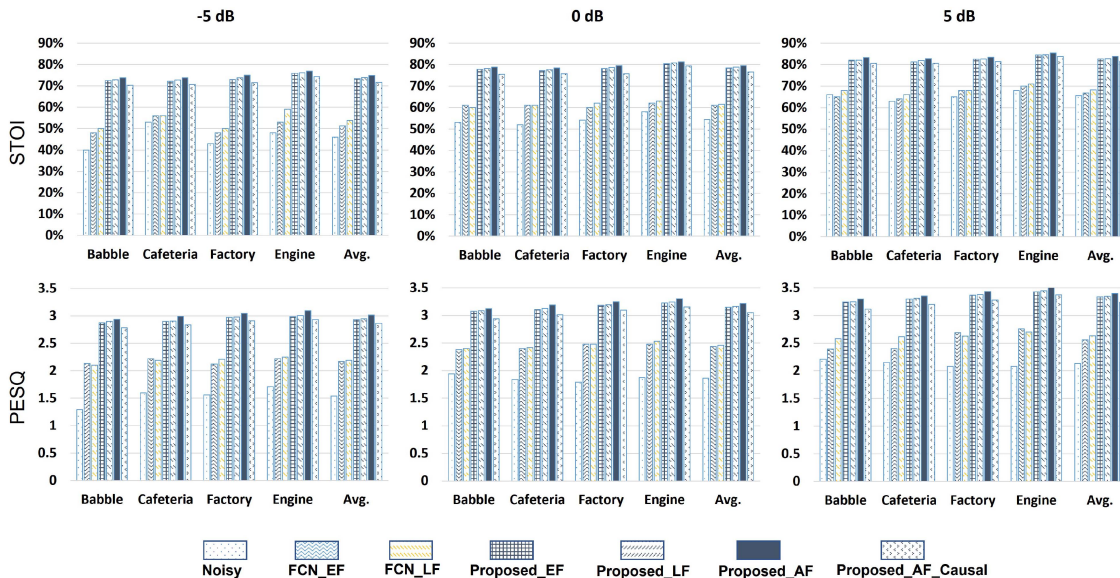 -5 dB 0 dB 5 dB
STOI
90% 90% 90%
80% 80% 80%
70% 70% 70%
60% 60% 60%
50% 50% 50%
40% 40% 40%
30% 30% 30%
20% 20% 20%
10% 10% 10%
0% 0% 0%
Babble Cafeteria Factory Engine Avg. Babble Cafeteria Factory Engine Avg. Babble Cafeteria Factory Engine Avg.
PESQ
3.5 3.5 3.5
3 3 3
2.5 2.5 2.5
2 2 2
1.5 1.5 1.5
1 1 1
0.5 0.5 0.5
0 0 0
Babble Cafeteria Factory Engine Avg. Babble Cafeteria Factory Engine Avg. Babble Cafeteria Factory Engine Avg.
Noisy FCN_EF FCN_LF Proposed_EF Proposed_LF Proposed_AF Proposed_AF_Causal